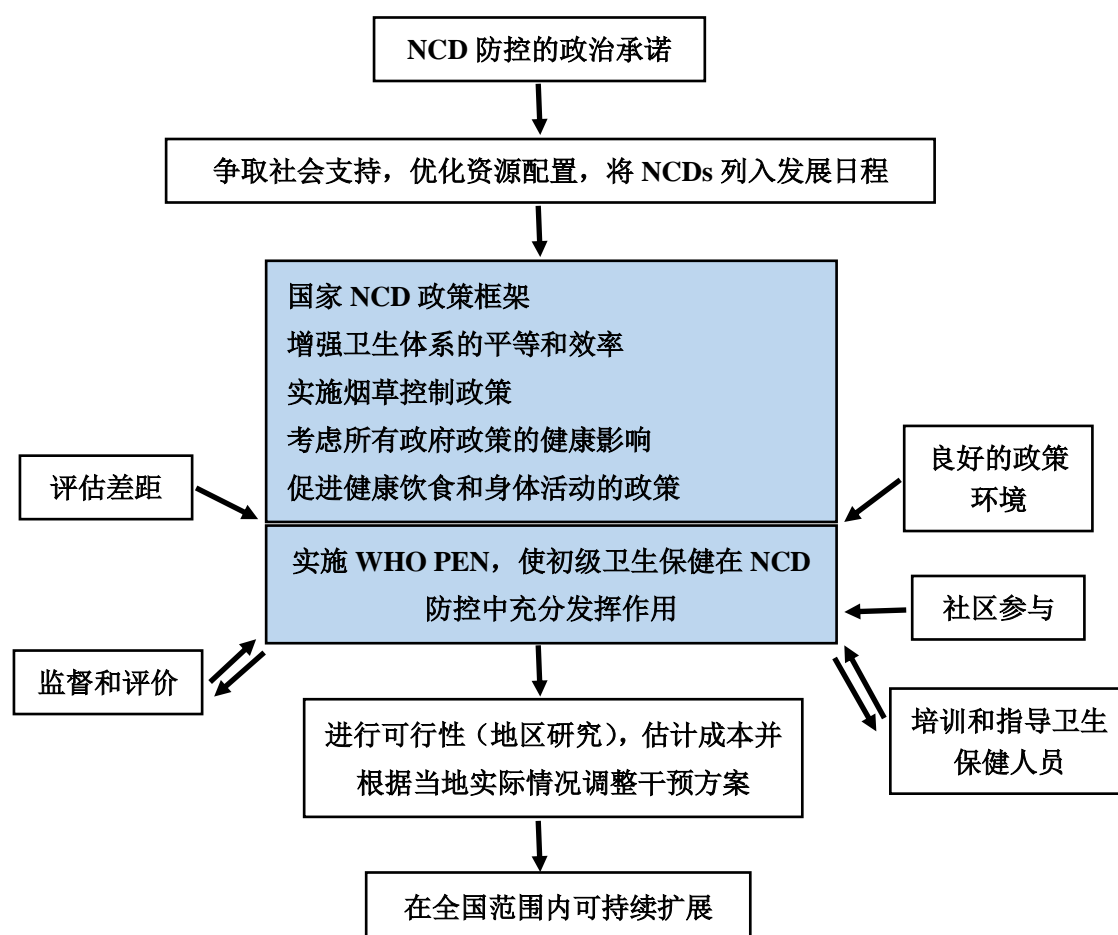 NCD 防控的政治承诺
争取社会支持，优化资源配置，将 NCDs 列入发展日程
国家 NCD 政策框架
增强卫生体系的平等和效率
实施烟草控制政策
考虑所有政府政策的健康影响
促进健康饮食和身体活动的政策
评估差距
良好的政策
环境
实施 WHO PEN，使初级卫生保健在 NCD
防控中充分发挥作用
社区参与
监督和评价
培训和指导卫生
保健人员
进行可行性（地区研究），估计成本并
根据当地实际情况调整干预方案
在全国范围内可持续扩展